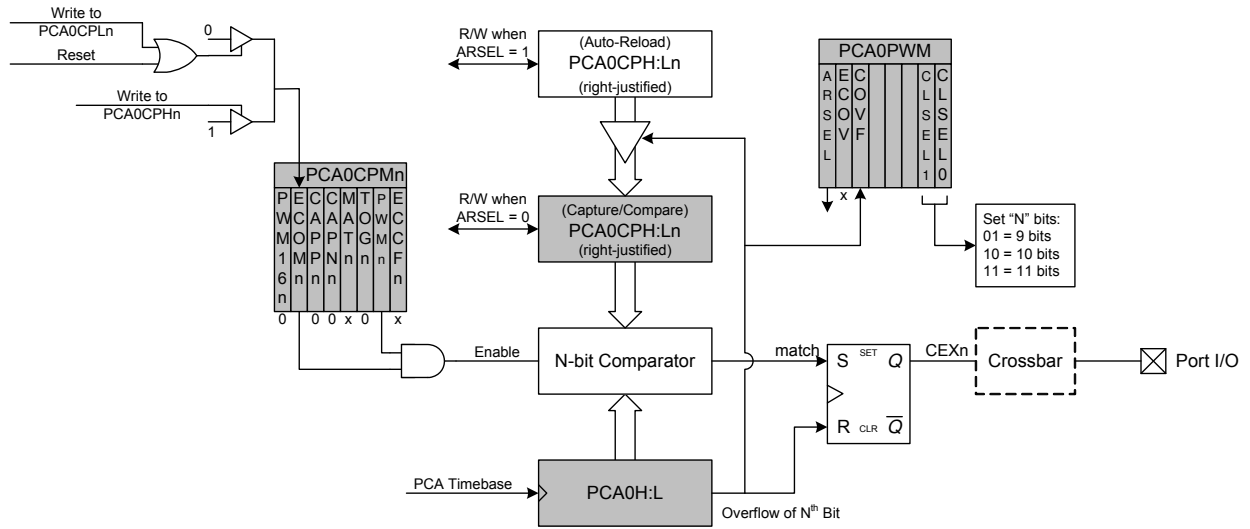 Write to
PCA0CPLn
Reset
0
Write to
PCA0CPHn
1
R/W when
ARSEL = 1
(Auto-Reload)
PCA0CPH:Ln
(right-justified)
PCA0PWM
ARSEL
ECOV
COVF
CLSEL1
CLSEL0
x
Set “N” bits:
01 = 9 bits
10 = 10 bits
11 = 11 bits
PCA0CPMn
PWM16n
ECOMn
CAPPn
CAPNn
MATn
TOGn
PWMn
ECCFn
0 0 0 x 0 x
R/W when
ARSEL = 0
(Capture/Compare)
PCA0CPH:Ln
(right-justified)
Enable
N-bit Comparator
match
S SET Q
R CLR Q
CEXn
Crossbar
Port I/O
PCA Timebase
PCA0H:L
Overflow of Nth Bit